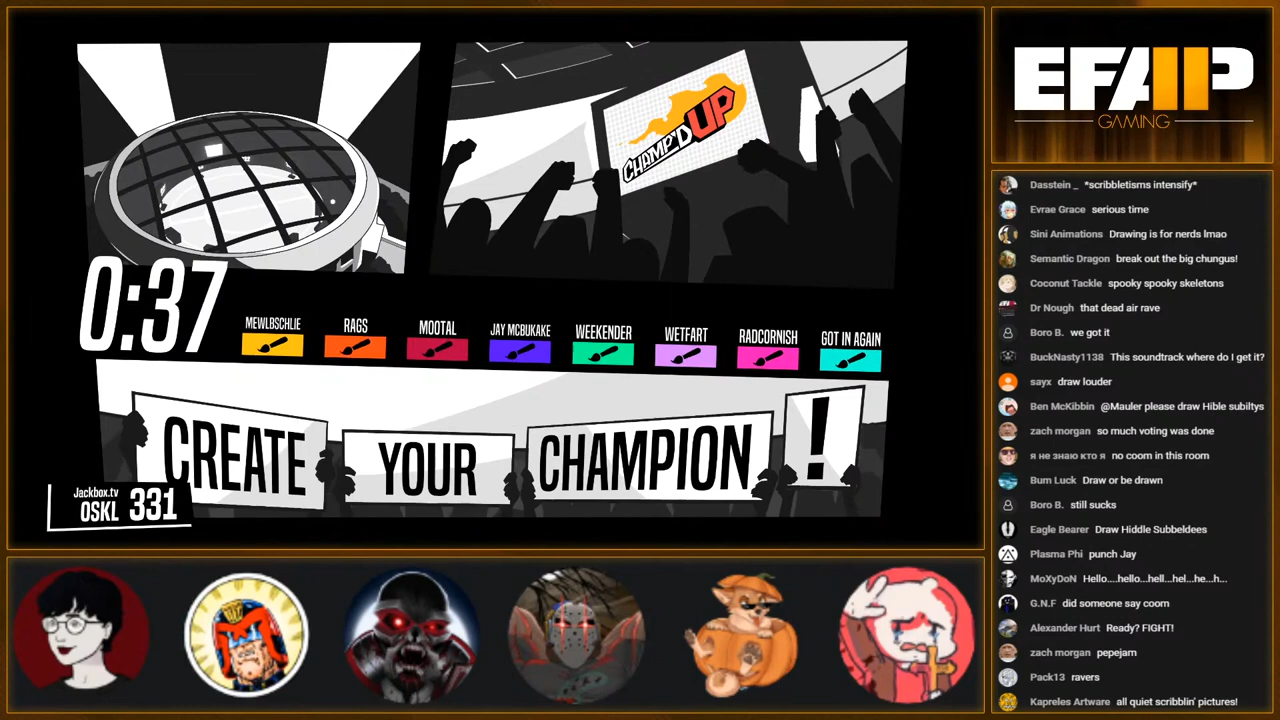 CHAMP'D UP
0:37
MEWLBSCHLIE
RAGS
MOOTAL
JAY MCBUKAKE
WEEKENDER
WETFART
RADCORNISH
GOT IN AGAIN
CREATE YOUR CHAMPION !
Jackbox.tv
OSKL 331
EFAP
GAMING
Dasstein _ *scribbletisms intensify*
Evrae Grace serious time
Sini Animations Drawing is for nerds lmao
Semantic Dragon break out the big chungus!
Coconut Tackle spooky spooky skeletons
Dr Nough that dead air rave
Boro B. we got it
BuckNasty1138 This soundtrack where do I get it?
sayx draw louder
Ben McKibbin @Mauler please draw Hible subiltys
zach morgan so much voting was done
я не знаю кто я no coom in this room
Bum Luck Draw or be drawn
Boro B. still sucks
Eagle Bearer Draw Hiddle Subbeldees
Plasma Phi punch Jay
MoXyDoN Hello....hello...hell...hel...he...h...
G.N.F did someone say coom
Alexander Hurt Ready? FIGHT!
zach morgan pepejam
Pack13 ravers
Kapreles Artware all quiet scribblin' pictures!